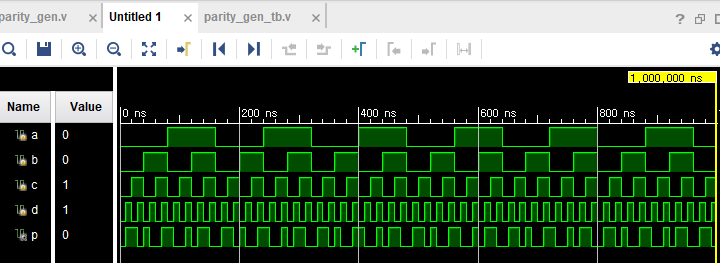 parity_gen.v Untitled 1 parity_gen_tb.v
1,000,000 ns
Name Value 0 ns 200 ns 400 ns 600 ns 800 ns
a 0
b 0
c 1
d 1
p 0